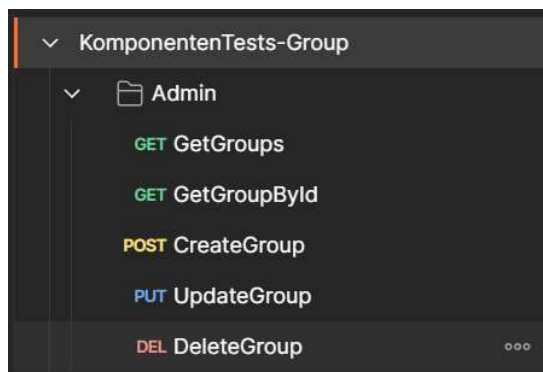 KomponentenTests-Group
Admin
GET GetGroups
GET GetGroupById
POST CreateGroup
PUT UpdateGroup
DEL DeleteGroup